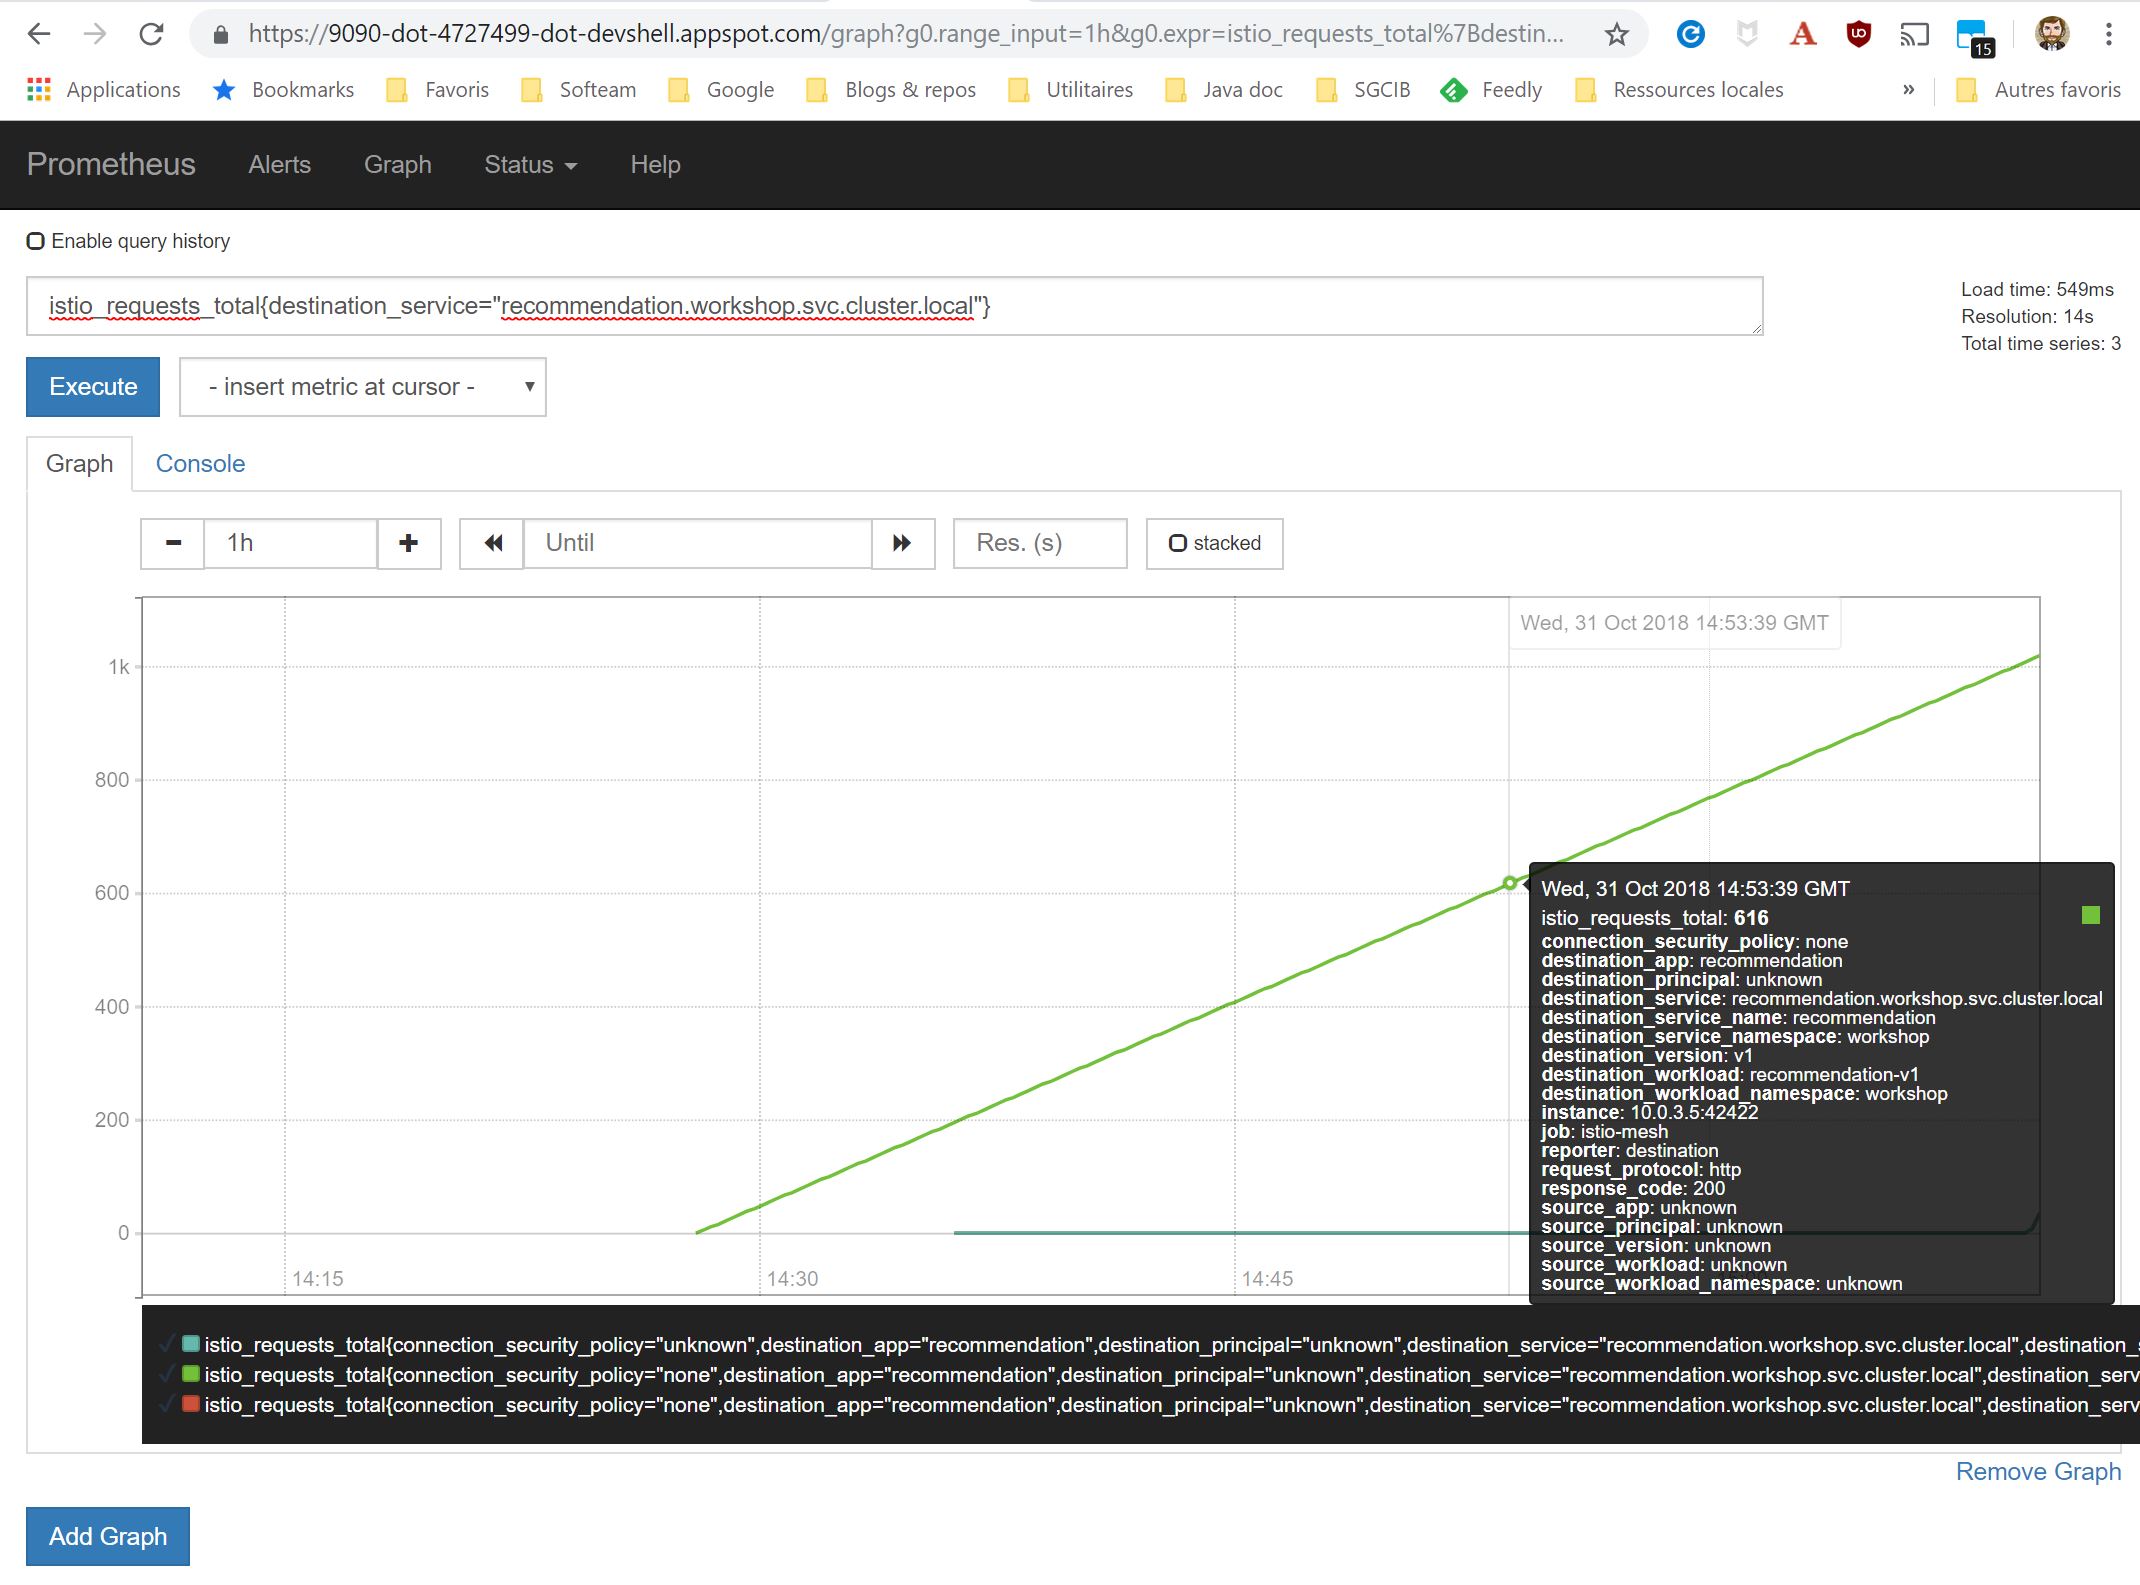 https://9090-dot-4727499-dot-devshell.appspot.com/graph?g0.range_input=1h&g0.expr=istio_requests_total%7Bdestin...
15
Applications Bookmarks Favoris Softeam Google Blogs & repos Utilitaires Java doc SGCIB Feedly Ressources locales » Autres favoris
Prometheus Alerts Graph Status Help
Enable query history
istio_requests_total{destination_service="recommendation.workshop.svc.cluster.local"}
Load time: 549ms
Resolution: 14s
Total time series: 3
Execute - insert metric at cursor -
Graph Console
1h Until Res. (s) stacked
Wed, 31 Oct 2018 14:53:39 GMT
1k
800
600
400
200
0
14:15 14:30 14:45
Wed, 31 Oct 2018 14:53:39 GMT
istio_requests_total: 616
connection_security_policy: none
destination_app: recommendation
destination_principal: unknown
destination_service: recommendation.workshop.svc.cluster.local
destination_service_name: recommendation
destination_service_namespace: workshop
destination_version: v1
destination_workload: recommendation-v1
destination_workload_namespace: workshop
instance: 10.0.3.5:42422
job: istio-mesh
reporter: destination
request_protocol: http
response_code: 200
source_app: unknown
source_principal: unknown
source_version: unknown
source_workload: unknown
source_workload_namespace: unknown
istio_requests_total{connection_security_policy="unknown",destination_app="recommendation",destination_principal="unknown",destination_service="recommendation.workshop.svc.cluster.local",destination_
istio_requests_total{connection_security_policy="none",destination_app="recommendation",destination_principal="unknown",destination_service="recommendation.workshop.svc.cluster.local",destination_serv
istio_requests_total{connection_security_policy="none",destination_app="recommendation",destination_principal="unknown",destination_service="recommendation.workshop.svc.cluster.local",destination_serv
Remove Graph
Add Graph